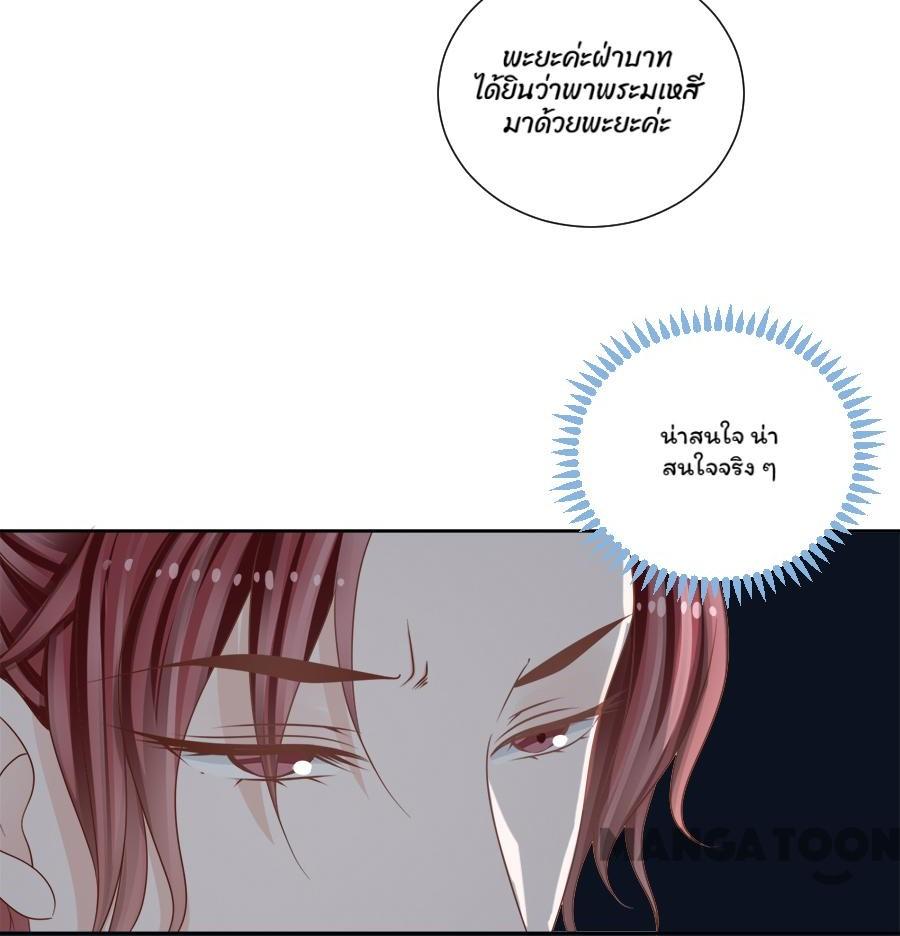 พะยะค่ะฝ่าบาท
ได้ยินว่าพาพระมเหสี
มาด้วยพะยะค่ะ
น่าสนใจ น่า
สนใจจริง ๆ
MANGA TOON